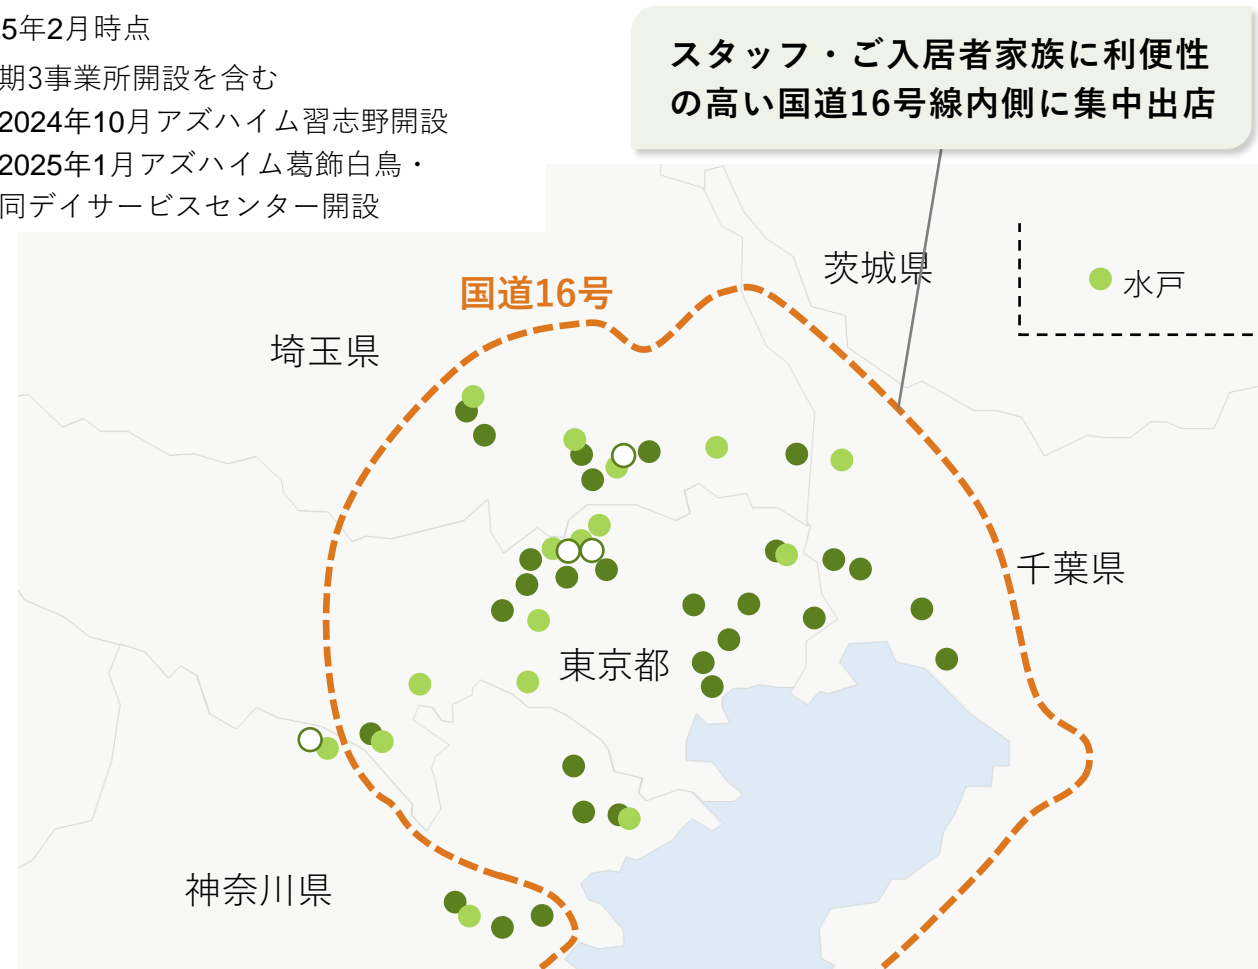 5年2月時点
期3事業所開設を含む
2024年10月アズハイム習志野開設
2025年1月アズハイム葛飾白鳥・
同デイサービスセンター開設
スタッフ・ご入居者家族に利便性
の高い国道16号線内側に集中出店
茨城県
水戸
国道16号
埼玉県
千葉県
東京都
神奈川県